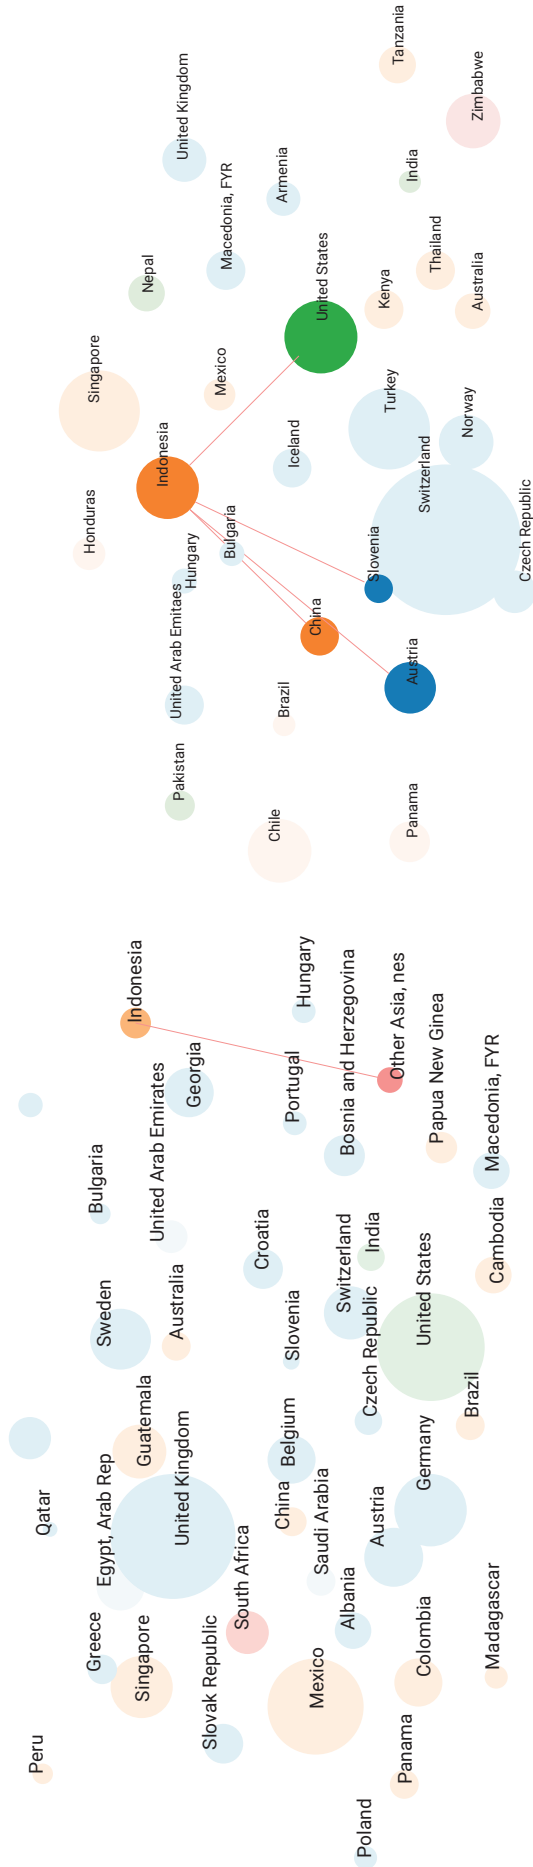 Tanzania
United Kingdom
Zimbabwe
Armenia
India
Macedonia, FYR
Nepal
United States
Thailand
Kenya
Australia
Singapore
Mexico
Turkey
Indonesia
Iceland
Norway
Switzerland
Honduras
Bulgaria
Hungary
Slovenia
Czech Republic
United Arab Emitaes
China
Austria
Brazil
Pakistan
Chile
Panama
Indonesia
Hungary
Other Asia, nes
Bosnia and Herzegovina
Georgia
Portugal
Papua New Ginea
Macedonia, FYR
Bulgaria
United Arab Emirates
Croatia
Switzerland
India
Cambodia
Sweden
Australia
Slovenia
Czech Republic
United States
Guatemala
Belgium
Brazil
Qatar
Egypt, Arab Rep
United Kingdom
China
Germany
Saudi Arabia
Austria
Greece
South Africa
Albania
Singapore
Slovak Republic
Mexico
Colombia
Madagascar
Peru
Panama
Poland